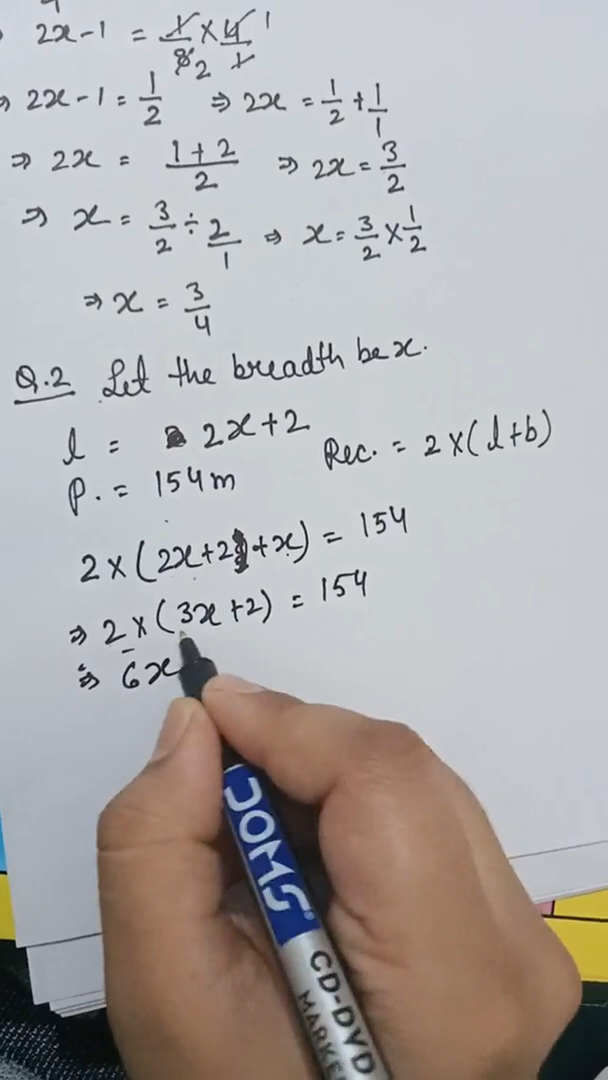 2x-1 = 1/8 2 × 4/1 1
⇒ 2x-1 = 1/2 ⇒ 2x = 1/2 + 1/1
⇒ 2x = 1+2/2 ⇒ 2x = 3/2
⇒ x = 3/2 ÷ 2/1 ⇒ x = 3/2 × 1/2
⇒ x = 3/4
Q.2 Let the breadth be x.
l = 2x+2
Rec. = 2×(l+b)
P. = 154m
2×(2x+2+x) = 154
⇒ 2×(3x+2) = 154
⇒ 6x
DOMS
CD-DVD
MARKER